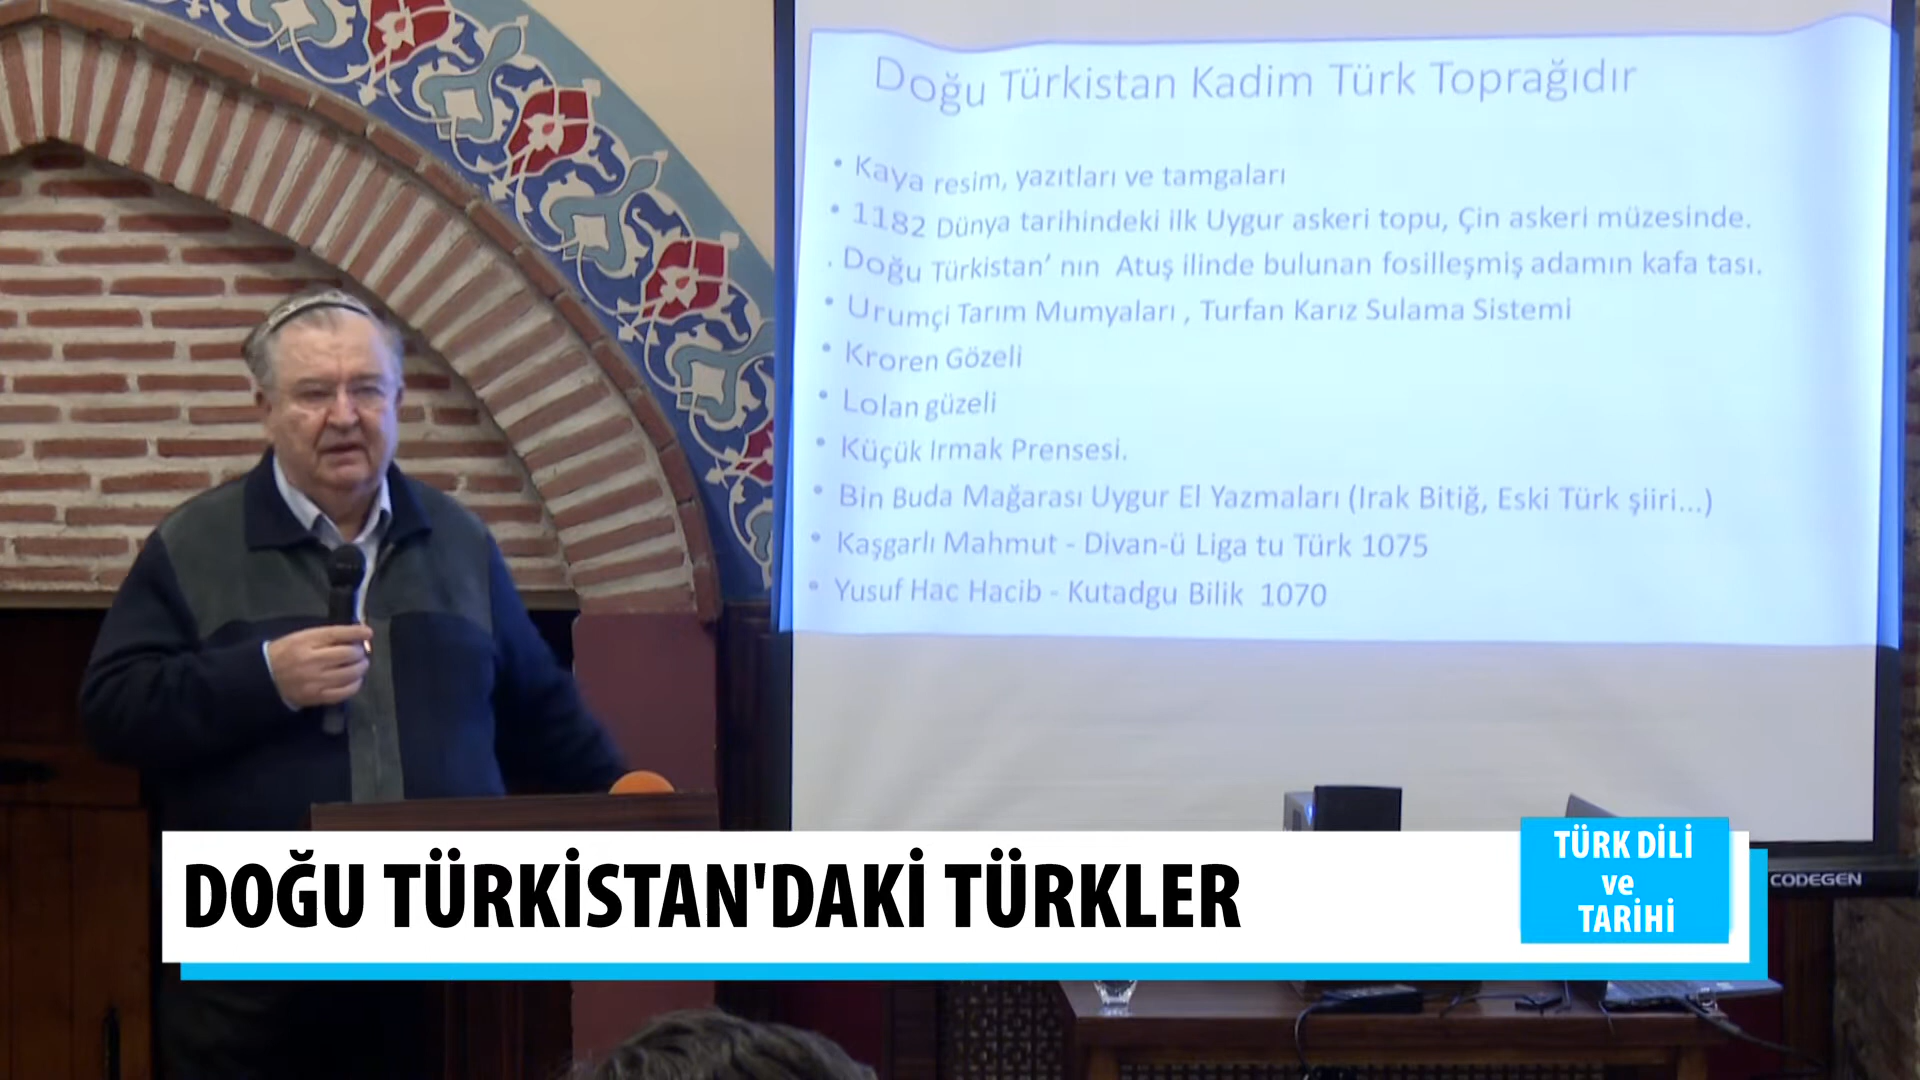 Doğu Türkistan Kadim Türk Toprağıdır
• Kaya resim, yazıtları ve tamgaları
• 1182 Dünya tarihindeki ilk Uygur askeri topu, Çin askeri müzesinde.
. Doğu Türkistan’ nın Atuş ilinde bulunan fosilleşmiş adamın kafa tası.
• Urumçi Tarım Mumyaları , Turfan Karız Sulama Sistemi
• Kroren Gözeli
• Lolan güzeli
• Küçük Irmak Prensesi.
• Bin Buda Mağarası Uygur El Yazmaları (Irak Bitiğ, Eski Türk şiiri...)
• Kaşgarlı Mahmut - Divan-ü Liga tu Türk 1075
• Yusuf Hac Hacib - Kutadgu Bilik 1070
DOĞU TÜRKİSTAN'DAKİ TÜRKLER
TÜRK DİLİ
ve
TARİHİ
CODEGEN